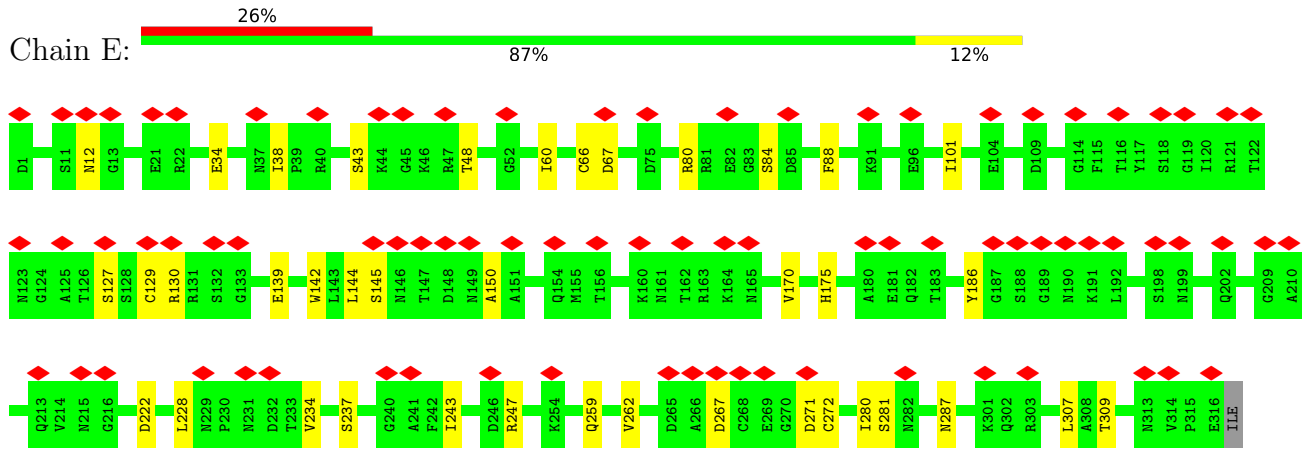 26%
Chain E:
87% 12%
D1 S11 N12 G13 E21 R22 E34 N37 I38 P39 R40 S43 K44 G45 K46 R47 T48 G52 I60 C66 D67 D75 R80 R81 E82 G83 S84 D85 F88 K91 E96 I101 E104 D109 G114 F115 T116 Y117 S118 G119 I120 R121 T122
N123 G124 A125 T126 S127 S128 C129 R130 R131 S132 G133 E139 W142 L143 L144 S145 N146 T147 D148 N149 A150 A151 Q154 M155 T156 K160 N161 T162 R163 K164 N165 V170 H175 A180 E181 Q182 T183 Y186 G187 S188 G189 N190 K191 L192 S198 N199 Q202 G209 A210
Q213 V214 N215 G216 D222 L228 N229 P230 N231 D232 T233 V234 S237 G240 A241 F242 I243 D246 R247 K254 Q259 V262 D265 A266 D267 C268 E269 G270 D271 C272 I280 S281 N282 N287 K301 Q302 R303 L307 A308 T309 N313 V314 P315 E316 ILE